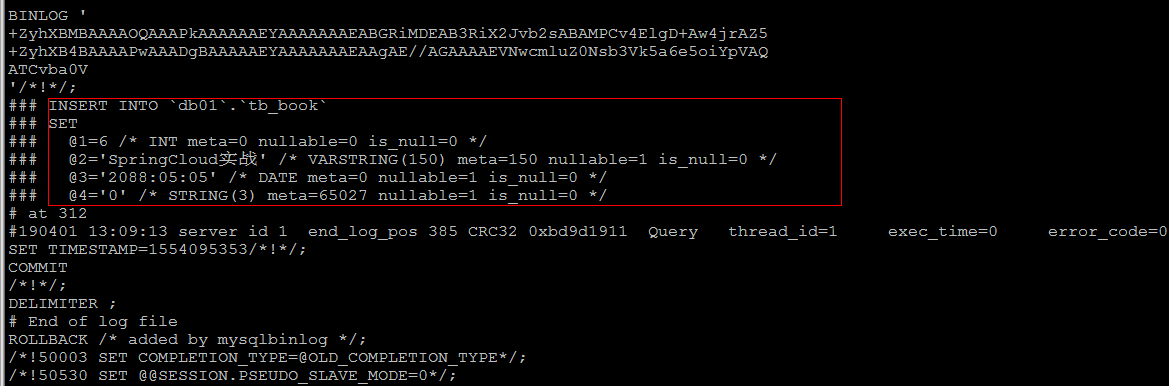 BINLOG '
+ZyhXBMBAAAAOQAAAPkAAAAAAEYAAAAAAAEABGRiMDEAB3RiX2Jvb2sABAMPCv4ElgD+Aw4jrAZ5
+ZyhXB4BAAAAPwAAADgBAAAAAEYAAAAAAAEAAgAE//AGAAAAEVNwcmluZ0Nsb3Vk5a6e5oiYpVAQ
ATCvba0V
'/*!*/;
### INSERT INTO `db01`.`tb_book`
### SET
###   @1=6 /* INT meta=0 nullable=0 is_null=0 */
###   @2='SpringCloud实战' /* VARSTRING(150) meta=150 nullable=1 is_null=0 */
###   @3='2088:05:05' /* DATE meta=0 nullable=1 is_null=0 */
###   @4='0' /* STRING(3) meta=65027 nullable=1 is_null=0 */
# at 312
#190401 13:09:13 server id 1  end_log_pos 385 CRC32 0xbd9d1911  Query   thread_id=1     exec_time=0     error_code=0
SET TIMESTAMP=1554095353/*!*/;
COMMIT
/*!*/;
DELIMITER ;
# End of log file
ROLLBACK /* added by mysqlbinlog */;
/*!50003 SET COMPLETION_TYPE=@OLD_COMPLETION_TYPE*/;
/*!50530 SET @@SESSION.PSEUDO_SLAVE_MODE=0*/;